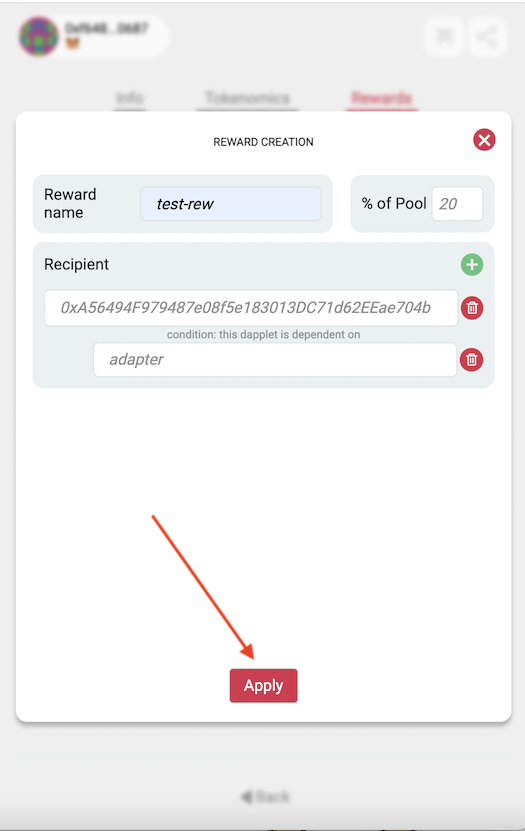 0xf648...0687
Info
Tokenomics
Rewards
REWARD CREATION
Reward
name
test-rew
% of Pool
20
Recipient
0xA56494F979487e08f5e183013DC71d62EEae704b
condition: this dapplet is dependent on
adapter
Apply
Back